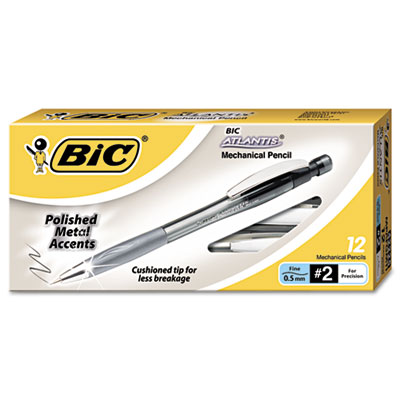 BIC
BIC
ATLANTIS®
Mechanical Pencil
Polished
Metal
Accents
Cushioned tip for
less breakage
12
Mechanical Pencils
Fine
0.5 mm
#2
For
Precision